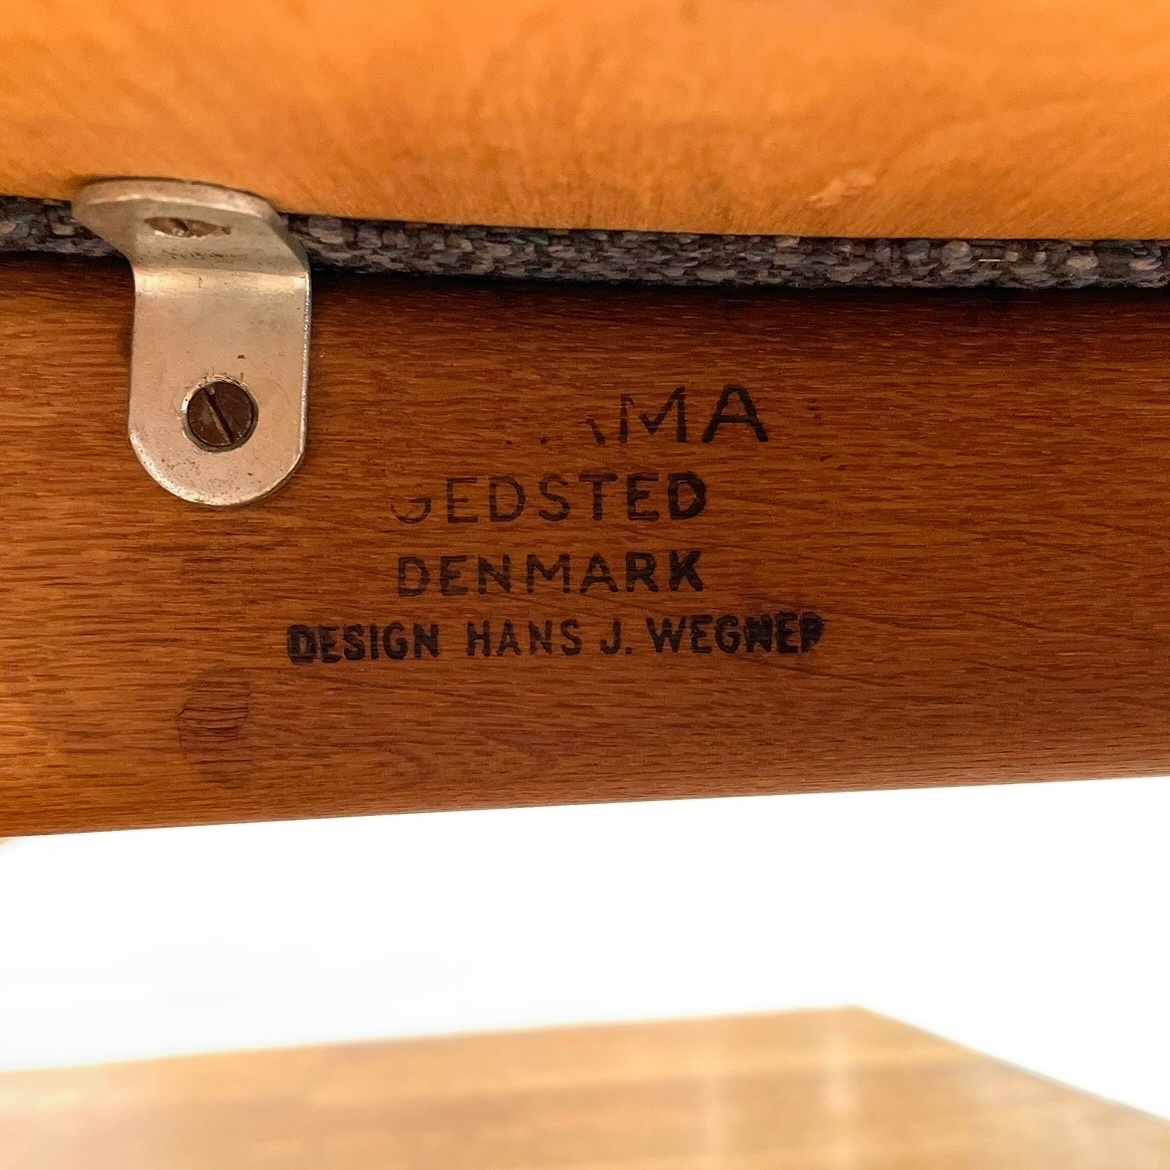 GEDSTED
DENMARK
DESIGN HANS J. WEGNER